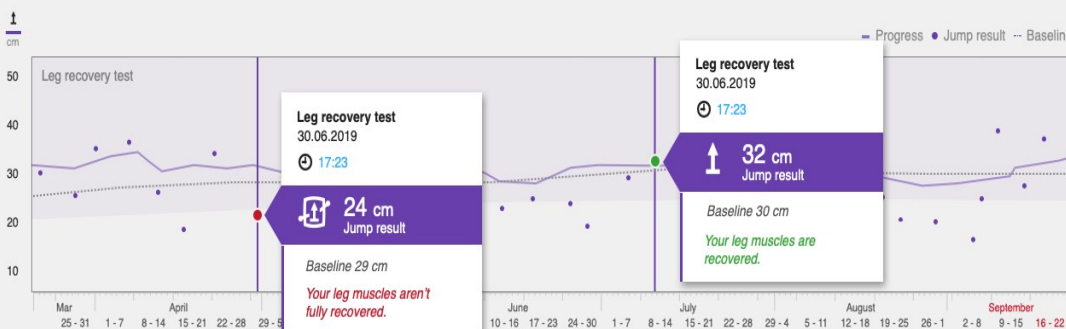 cm
Progress Jump result Baseline
50
40
30
20
10
Leg recovery test
Leg recovery test
30.06.2019
17:23
24 cm
Jump result
Baseline 29 cm
Your leg muscles aren't
fully recovered.
Leg recovery test
30.06.2019
17:23
32 cm
Jump result
Baseline 30 cm
Your leg muscles are
recovered.
Mar April June July August September
25 - 31 1 - 7 8 - 14 15 - 21 22 - 28 29 - 5 10 - 16 17 - 23 24 - 30 1 - 7 8 - 14 15 - 21 22 - 28 29 - 4 5 - 11 12 - 18 19 - 25 26 - 1 2 - 8 9 - 15 16 - 22